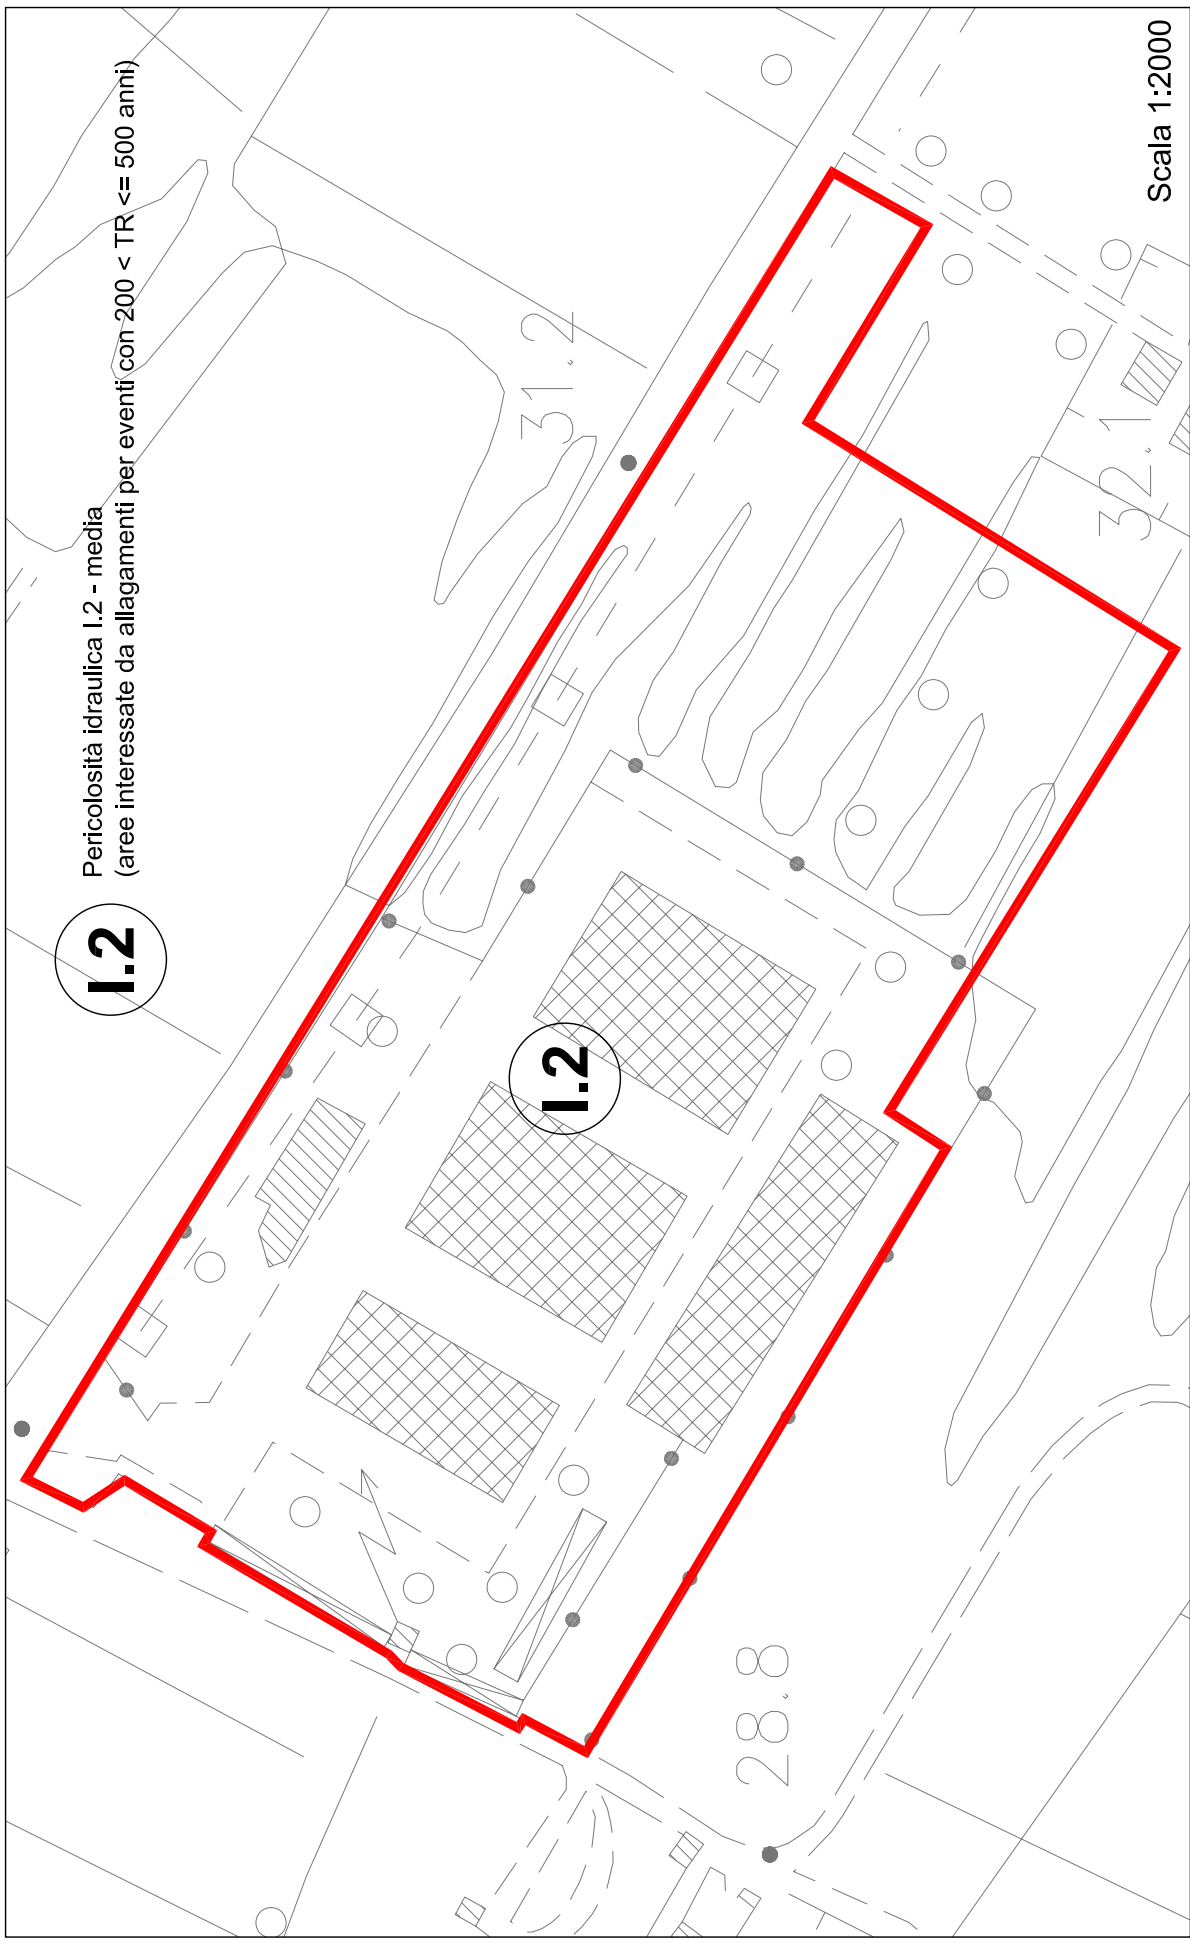 I.2
Pericolosità idraulica I.2 - media
(aree interessate da allagamenti per eventi con 200 < TR <= 500 anni)
31.2
I.2
28.8
32.1
Scala 1:2000